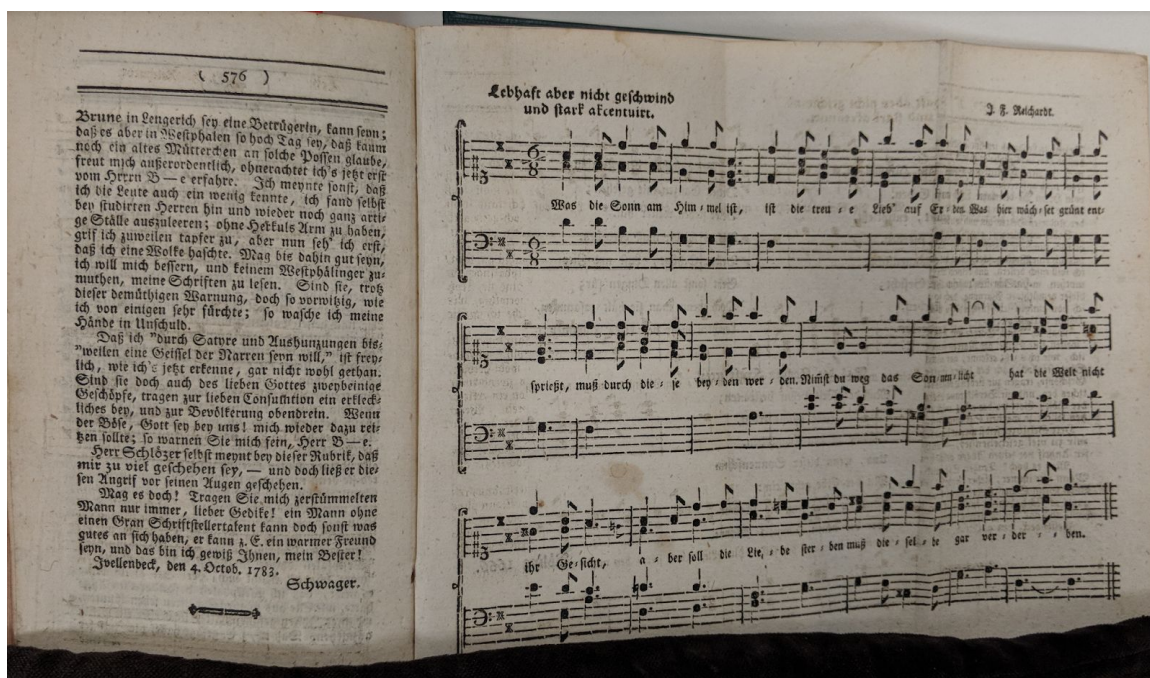 ( 576 )
Brune in Lengerich sey eine Betrügerin, kann seyn;
daß es aber in Westphalen so hoch Tag sey, daß kaum
noch ein altes Mütterchen an solche Possen glaube,
freut mich außerordentlich, ohnerachtet ich's jetzt erst
vom Herrn B—e erfahre. Ich meynte sonst, daß
ich die Leute auch ein wenig kennte, ich fand selbst
bey studirten Herren hin und wieder noch ganz arti-
ge Ställe auszuleeren; ohne Herkuls Arm zu haben,
grif ich zuweilen tapfer zu, aber nun seh' ich erst,
daß ich eine Wolke haschte. Mag bis dahin gut seyn,
ich will mich bessern, und keinem Westphälinger zu-
muthen, meine Schriften zu lesen. Sind sie, trotz
dieser demüthigen Warnung, doch so vorwitzig, wie
ich von einigen sehr fürchte; so wasche ich meine
Hände in Unschuld.
Daß ich "durch Satyre und Aushunzungen bis-
"weilen eine Geissel der Narren seyn will," ist frey-
lich, wie ich's jetzt erkenne, gar nicht wohl gethan.
Sind sie doch auch des lieben Gottes zweybeinige
Geschöpfe, tragen zur lieben Consumtion ein erkleck-
liches bey, und zur Bevölkerung obendrein. Wenn
der Böse, Gott sey bey uns! mich wieder dazu rei-
tzen sollte; so warnen Sie mich fein, Herr B—e.
Herr Schlözer selbst meynt bey dieser Rubrik, daß
mir zu viel geschehen sey, — und doch ließ er die-
sen Angrif vor seinen Augen geschehen.
Mag es doch! Tragen Sie mich zerstümmelten
Mann nur immer, lieber Gedike! ein Mann ohne
einen Gran Schriftstellertalent kann doch sonst was
gutes an sich haben, er kann z. E. ein warmer Freund
seyn, und das bin ich gewiß Ihnen, mein Bester!
Jvellenbeck, den 4. Octob. 1783.
Schwager.
Lebhaft aber nicht geschwind
und stark akcentuirt.
J. F. Reichardt.
Was die Sonn am Him-mel ist, ist die treu-e Lieb' auf Er-den Was hier wäch-set grünt ent-
sprießt, muß durch die-se bey-den wer-den. Nimst du weg das Son-nen-licht hat die Welt nicht
ihr Ge-sicht, a-ber soll die Lie-be ster-ben muß die-sel-be gar ver-der-ben.